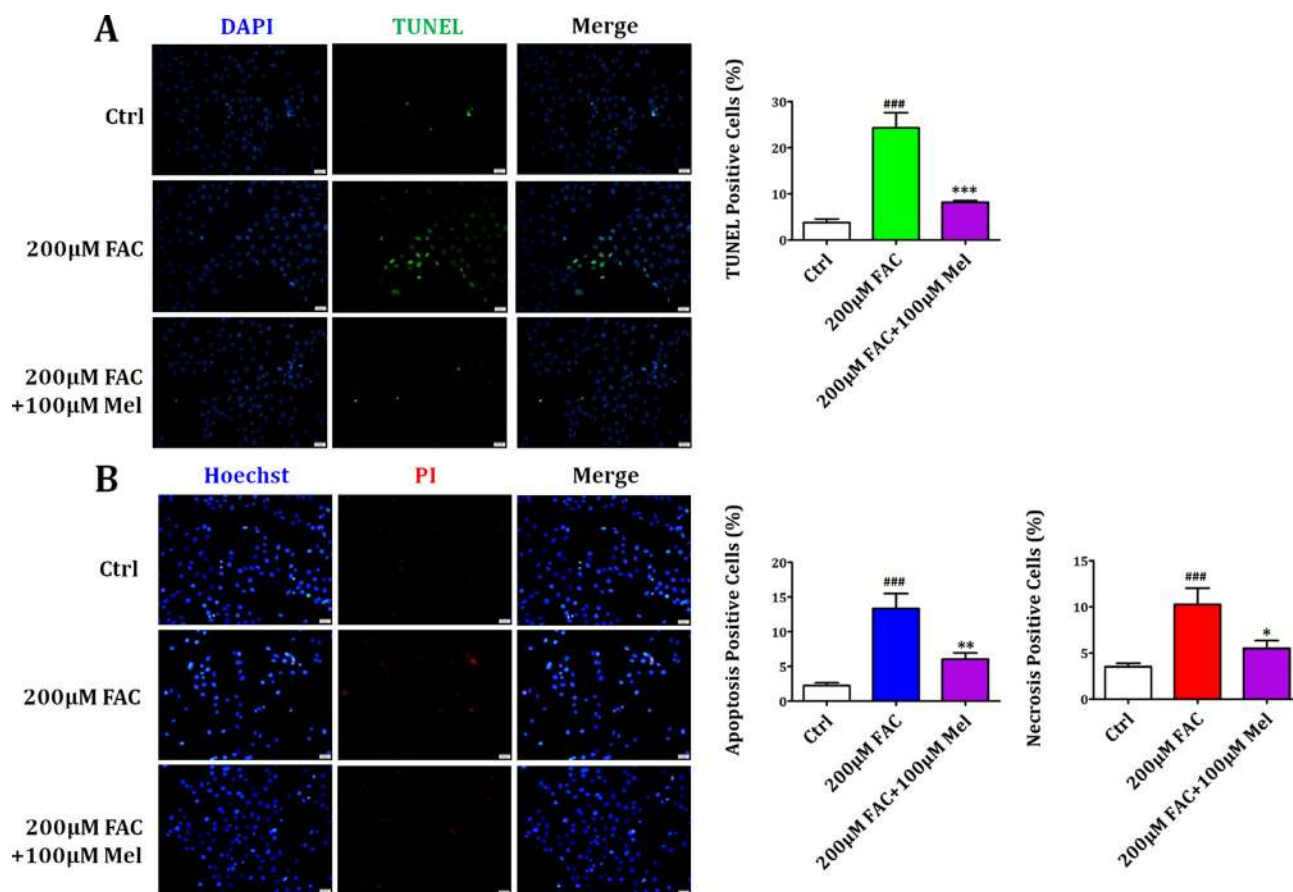 A
DAPI
TUNEL
Merge
Ctrl
200μM FAC
200μM FAC
+100μM Mel
TUNEL Positive Cells (%)
30
20
10
0
###
***
Ctrl
200μM FAC
200μM FAC+100μM Mel
B
Hoechst
PI
Merge
Ctrl
200μM FAC
200μM FAC
+100μM Mel
Apoptosis Positive Cells (%)
20
15
10
5
0
###
**
Ctrl
200μM FAC
200μM FAC+100μM Mel
Necrosis Positive Cells (%)
15
10
5
0
###
*
Ctrl
200μM FAC
200μM FAC+100μM Mel